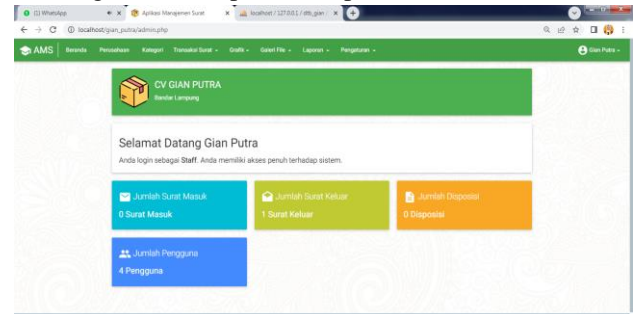 (1) WhatsApp
Aplikasi Manajemen Surat
localhost / 127.0.0.1 /
localhost/gian_putra/admin.php
AMS Beranda Perusahaan Kategori Transaksi Surat Grafik Galeri File Laporan Pengaturan Gian Putra
CV GIAN PUTRA
Bandar Lampung
Selamat Datang Gian Putra
Anda login sebagai Staff. Anda memiliki akses penuh terhadap sistem.
Jumlah Surat Masuk
0 Surat Masuk
Jumlah Surat Keluar
1 Surat Keluar
Jumlah Disposisi
0 Disposisi
Jumlah Pengguna
4 Pengguna